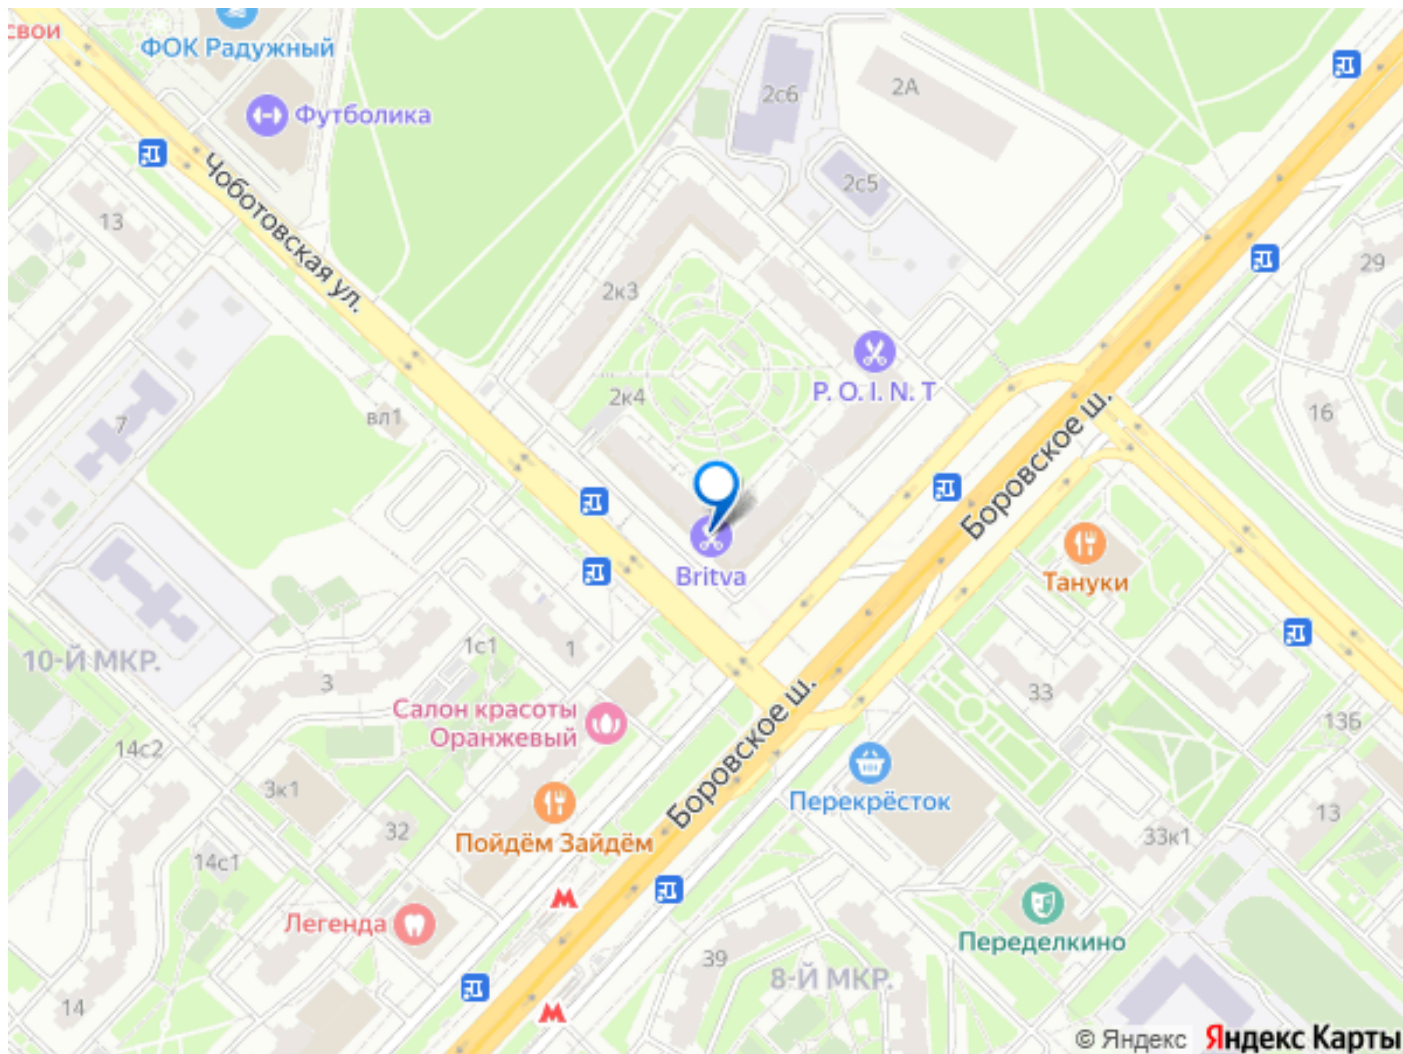 свои
ФОК Радужный
Футболика
2с6
2А
2с5
Чоботовская ул.
13
29
2к3
P. O. I. N. T
2к4
вл1
7
16
Боровское ш.
Britva
Тануки
10-Й МКР.
1с1
1
3
33
Салон красоты
Оранжевый
13Б
14с2
Боровское ш.
3к1
Перекрёсток
32
Пойдём Зайдём
13
33к1
14с1
Легенда
Переделкино
39
8-Й МКР.
14
© Яндекс Яндекс Карты